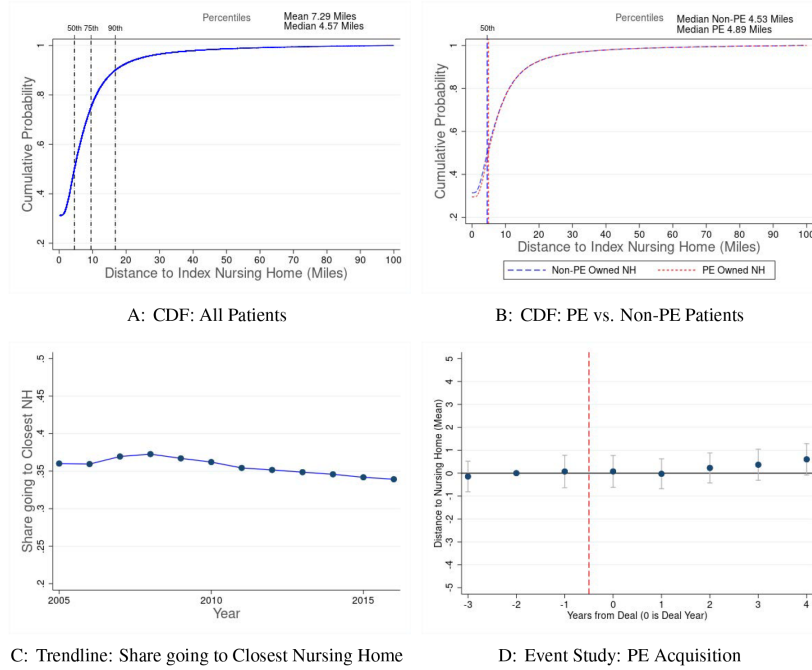 Percentiles
Mean 7.29 Miles
Median 4.57 Miles
50th 75th 90th
Cumulative Probability
.2 .4 .6 .8 1
0 10 20 30 40 50 60 70 80 90 100
Distance to Index Nursing Home (Miles)
A: CDF: All Patients
Percentiles
Median Non-PE 4.53 Miles
Median PE 4.89 Miles
50th
Cumulative Probability
.2 .4 .6 .8 1
0 10 20 30 40 50 60 70 80 90 100
Distance to Index Nursing Home (Miles)
Non-PE Owned NH PE Owned NH
B: CDF: PE vs. Non-PE Patients
Share going to Closest NH
.2 .25 .3 .35 .4 .45 .5
2005 2010 2015
Year
C: Trendline: Share going to Closest Nursing Home
Distance to Nursing Home (Mean)
-5 -4 -3 -2 -1 0 1 2 3 4 5
-3 -2 -1 0 1 2 3 4
Years from Deal (0 is Deal Year)
D: Event Study: PE Acquisition